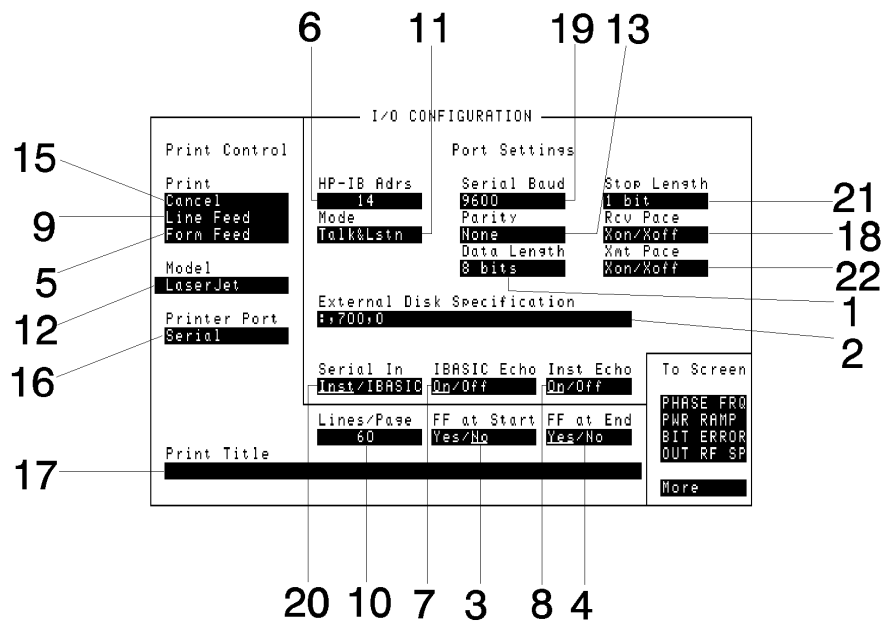 6 11 19 13
I/O CONFIGURATION
Print Control
Port Settings
15
9
5
12
16
17
Print
Cancel
Line Feed
Form Feed
Model
LaserJet
Printer Port
Serial
HP-IB Adrs
14
Mode
Talk&Lstn
Serial Baud
9600
Parity
None
Data Length
8 bits
Stop Length
1 bit
Rcv Pace
Xon/Xoff
Xmt Pace
Xon/Xoff
21
18
22
1
2
External Disk Specification
:,700,0
Serial In
Inst/IBASIC
IBASIC Echo
On/Off
Inst Echo
On/Off
Lines/Page
60
FF at Start
Yes/No
FF at End
Yes/No
Print Title
To Screen
PHASE FRQ
PWR RAMP
BIT ERROR
OUT RF SP
More
20 10 7 3 8 4